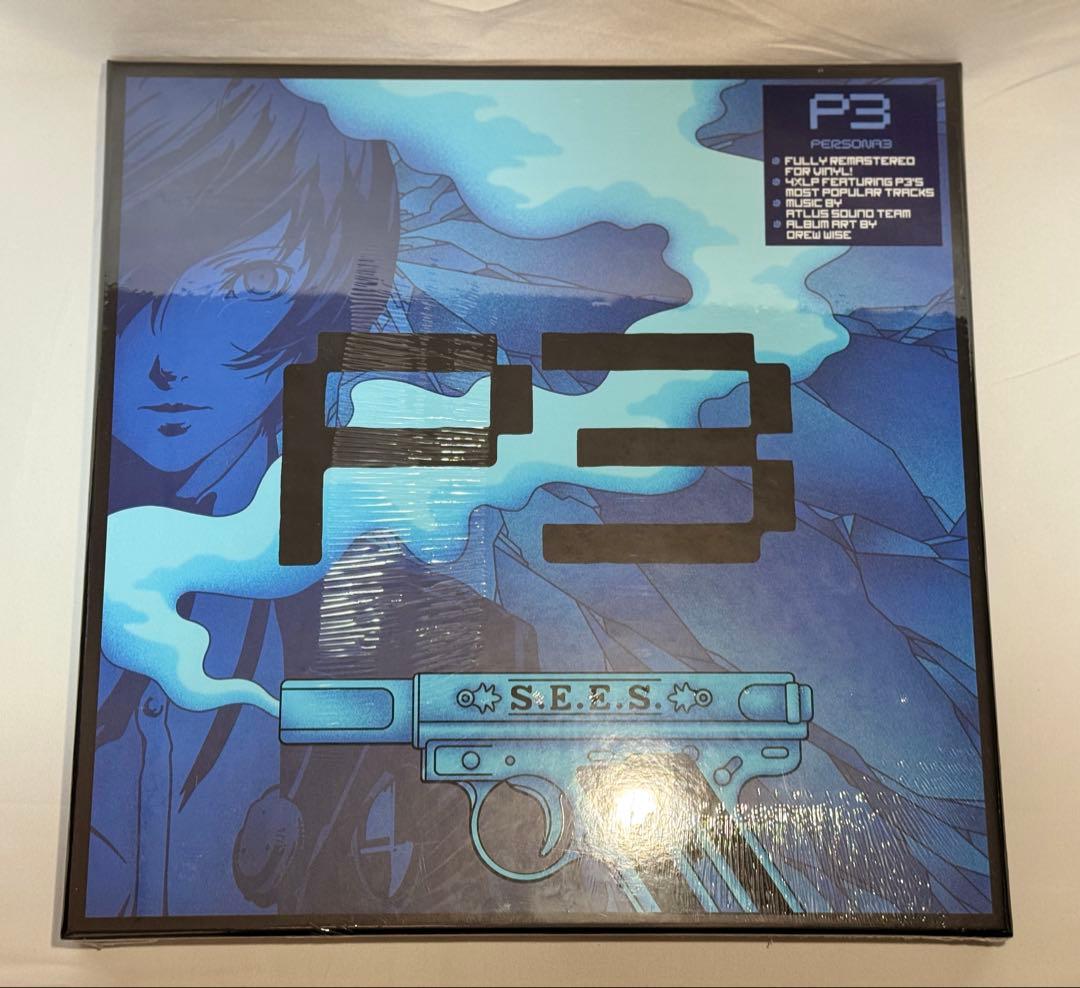 P3
PERSONA3
FULLY REMASTERED
FOR VINYL!
4XLP FEATURING P3'S
MOST POPULAR TRACKS
MUSIC BY
ATLUS SOUND TEAM
ALBUM ART BY
DREW WISE
P3
S.E.E.S.